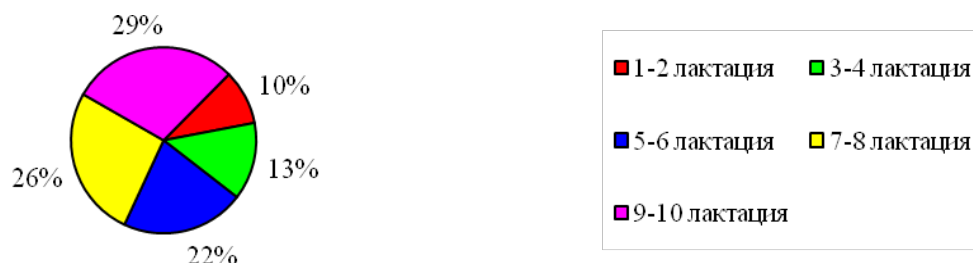 29%
10%
13%
26%
22%
1-2 лактация
3-4 лактация
5-6 лактация
7-8 лактация
9-10 лактация